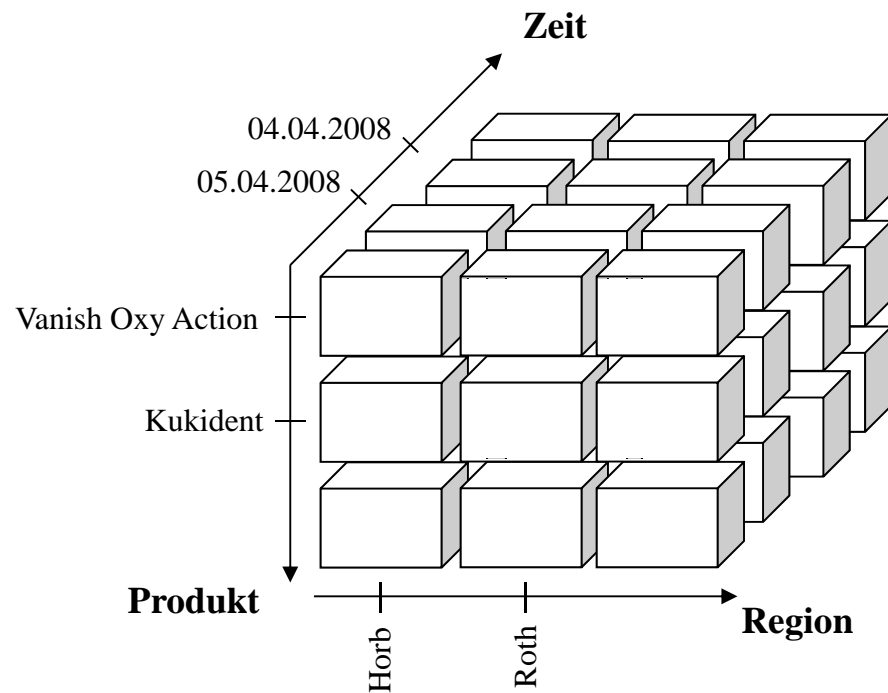 Zeit
04.04.2008
05.04.2008
Vanish Oxy Action
Kukident
Produkt
Region
Horb
Roth